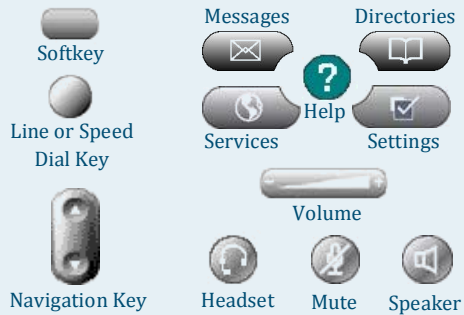 Messages
Directories
Softkey
?
Help
Line or Speed
Dial Key
Services
Settings
- +
Volume
Navigation Key
Headset
Mute
Speaker